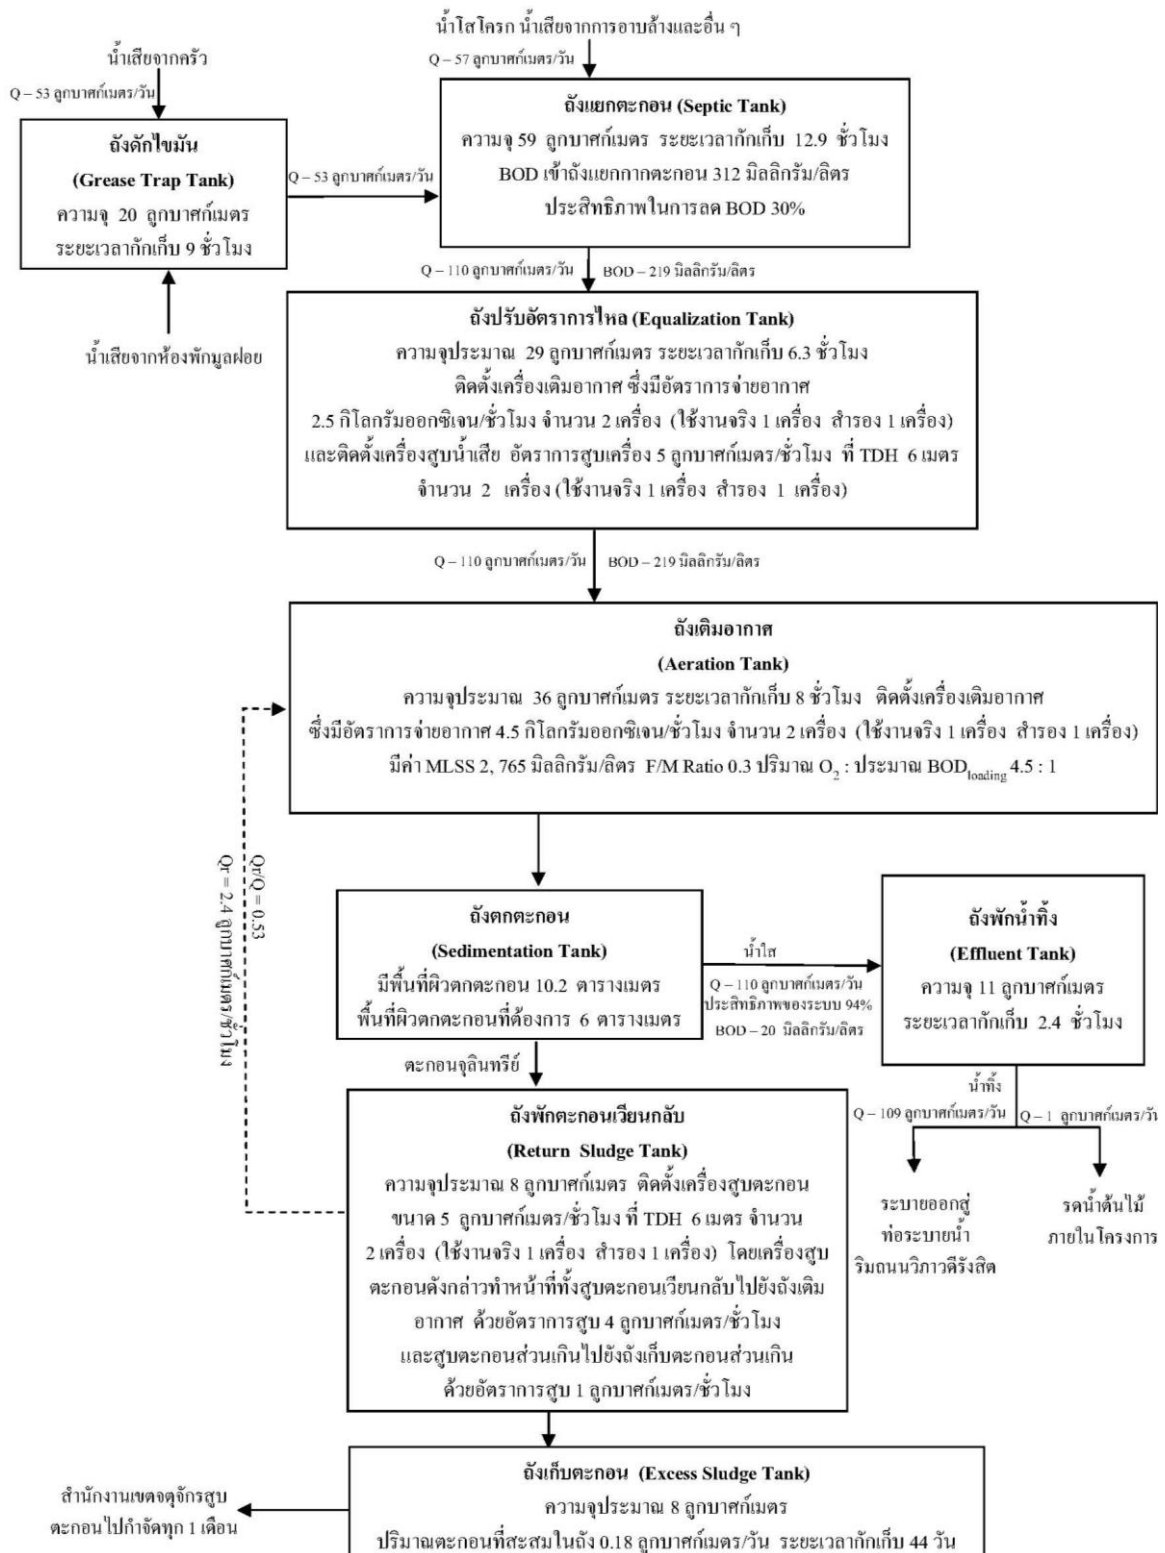 น้ำโสโครก น้ำเสียจากการอาบล้างและอื่น ๆ
น้ำเสียจากครัว
Q – 57 ลูกบาศก์เมตร/วัน
Q – 53 ลูกบาศก์เมตร/วัน
ถังดักไขมัน
(Grease Trap Tank)
ความจุ 20 ลูกบาศก์เมตร
ระยะเวลากักเก็บ 9 ชั่วโมง
น้ำเสียจากห้องพักมูลฝอย
Q – 53 ลูกบาศก์เมตร/วัน
ถังแยกตะกอน (Septic Tank)
ความจุ 59 ลูกบาศก์เมตร ระยะเวลากักเก็บ 12.9 ชั่วโมง
BOD เข้าถังแยกกากตะกอน 312 มิลลิกรัม/ลิตร
ประสิทธิภาพในการลด BOD 30%
Q – 110 ลูกบาศก์เมตร/วัน BOD – 219 มิลลิกรัม/ลิตร
ถังปรับอัตราการไหล (Equalization Tank)
ความจุประมาณ 29 ลูกบาศก์เมตร ระยะเวลากักเก็บ 6.3 ชั่วโมง
ติดตั้งเครื่องเติมอากาศ ซึ่งมีอัตราการจ่ายอากาศ
2.5 กิโลกรัมออกซิเจน/ชั่วโมง จำนวน 2 เครื่อง (ใช้งานจริง 1 เครื่อง สำรอง 1 เครื่อง)
และติดตั้งเครื่องสูบน้ำเสีย อัตราการสูบเครื่อง 5 ลูกบาศก์เมตร/ชั่วโมง ที่ TDH 6 เมตร
จำนวน 2 เครื่อง (ใช้งานจริง 1 เครื่อง สำรอง 1 เครื่อง)
Q – 110 ลูกบาศก์เมตร/วัน BOD – 219 มิลลิกรัม/ลิตร
ถังเติมอากาศ
(Aeration Tank)
ความจุประมาณ 36 ลูกบาศก์เมตร ระยะเวลากักเก็บ 8 ชั่วโมง ติดตั้งเครื่องเติมอากาศ
ซึ่งมีอัตราการจ่ายอากาศ 4.5 กิโลกรัมออกซิเจน/ชั่วโมง จำนวน 2 เครื่อง (ใช้งานจริง 1 เครื่อง สำรอง 1 เครื่อง)
มีค่า MLSS 2, 765 มิลลิกรัม/ลิตร F/M Ratio 0.3 ปริมาณ O2 : ประมาณ BODloading 4.5 : 1
Qr/Q = 0.53
Qr = 2.4 ลูกบาศก์เมตร/ชั่วโมง
ถังตกตะกอน
(Sedimentation Tank)
มีพื้นที่ผิวตกตะกอน 10.2 ตารางเมตร
พื้นที่ผิวตกตะกอนที่ต้องการ 6 ตารางเมตร
น้ำใส
Q – 110 ลูกบาศก์เมตร/วัน
ประสิทธิภาพของระบบ 94%
BOD – 20 มิลลิกรัม/ลิตร
ถังพักน้ำทิ้ง
(Effluent Tank)
ความจุ 11 ลูกบาศก์เมตร
ระยะเวลากักเก็บ 2.4 ชั่วโมง
น้ำทิ้ง
Q – 109 ลูกบาศก์เมตร/วัน Q – 1 ลูกบาศก์เมตร/วัน
ระบายออกสู่
ท่อระบายน้ำ
ริมถนนวิภาวดีรังสิต
รดน้ำต้นไม้
ภายในโครงการ
ตะกอนจุลินทรีย์
ถังพักตะกอนเวียนกลับ
(Return Sludge Tank)
ความจุประมาณ 8 ลูกบาศก์เมตร ติดตั้งเครื่องสูบตะกอน
ขนาด 5 ลูกบาศก์เมตร/ชั่วโมง ที่ TDH 6 เมตร จำนวน
2 เครื่อง (ใช้งานจริง 1 เครื่อง สำรอง 1 เครื่อง) โดยเครื่องสูบ
ตะกอนดังกล่าวทำหน้าที่ทั้งสูบตะกอนเวียนกลับไปยังถังเติม
อากาศ ด้วยอัตราการสูบ 4 ลูกบาศก์เมตร/ชั่วโมง
และสูบตะกอนส่วนเกินไปยังถังเก็บตะกอนส่วนเกิน
ด้วยอัตราการสูบ 1 ลูกบาศก์เมตร/ชั่วโมง
ถังเก็บตะกอน (Excess Sludge Tank)
ความจุประมาณ 8 ลูกบาศก์เมตร
ปริมาณตะกอนที่สะสมในถัง 0.18 ลูกบาศก์เมตร/วัน ระยะเวลากักเก็บ 44 วัน
สำนักงานเขตจตุจักรสูบ
ตะกอนไปกำจัดทุก 1 เดือน